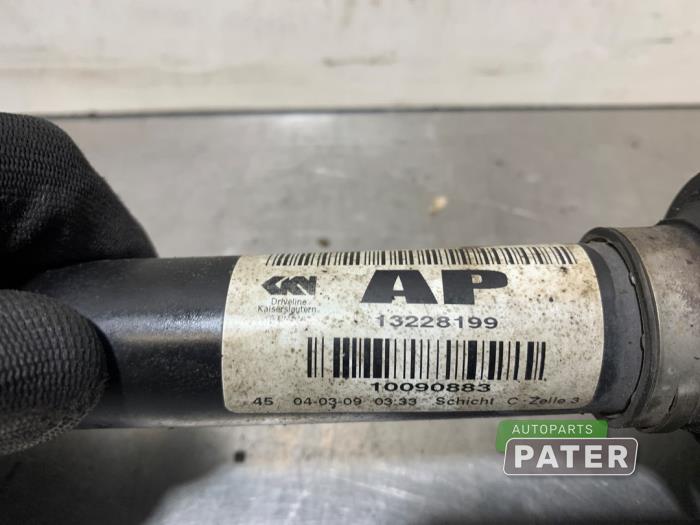 GKN
Driveline
Kaiserslautern
AP
13228199
10090883
45 04-03-09 03:33 Schicht C - Zelle 3
AUTOPARTS
PATER